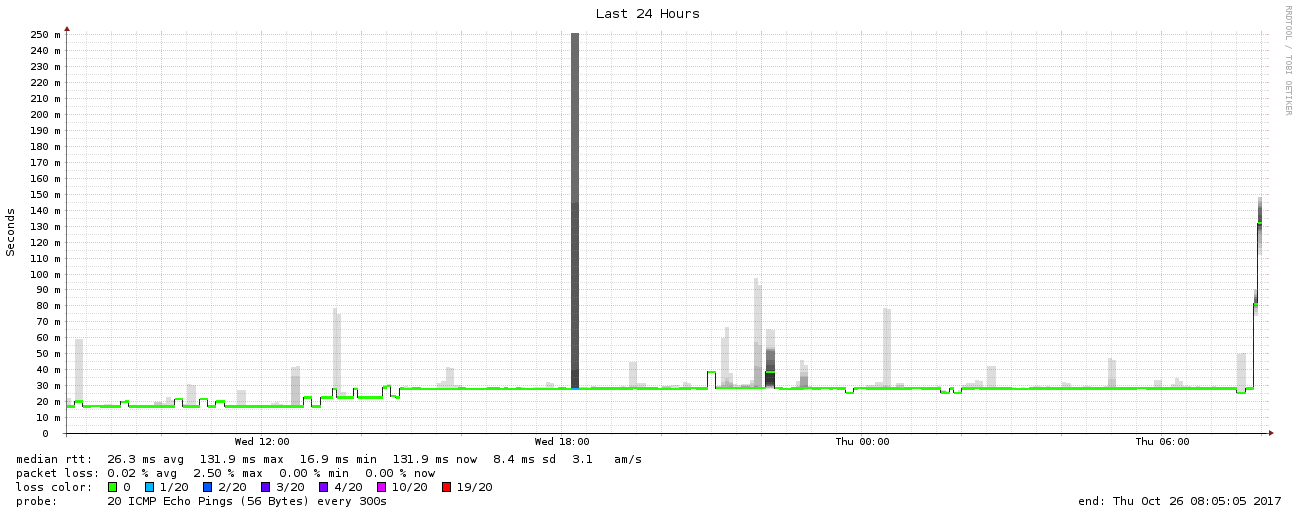 Last 24 Hours
RRDTOOL / TOBI OETIKER
Seconds
250 m
240 m
230 m
220 m
210 m
200 m
190 m
180 m
170 m
160 m
150 m
140 m
130 m
120 m
110 m
100 m
90 m
80 m
70 m
60 m
50 m
40 m
30 m
20 m
10 m
0
Wed 12:00 Wed 18:00 Thu 00:00 Thu 06:00
median rtt: 26.3 ms avg 131.9 ms max 16.9 ms min 131.9 ms now 8.4 ms sd 3.1 am/s
packet loss: 0.02 % avg 2.50 % max 0.00 % min 0.00 % now
loss color: 0 1/20 2/20 3/20 4/20 10/20 19/20
probe: 20 ICMP Echo Pings (56 Bytes) every 300s end: Thu Oct 26 08:05:05 2017